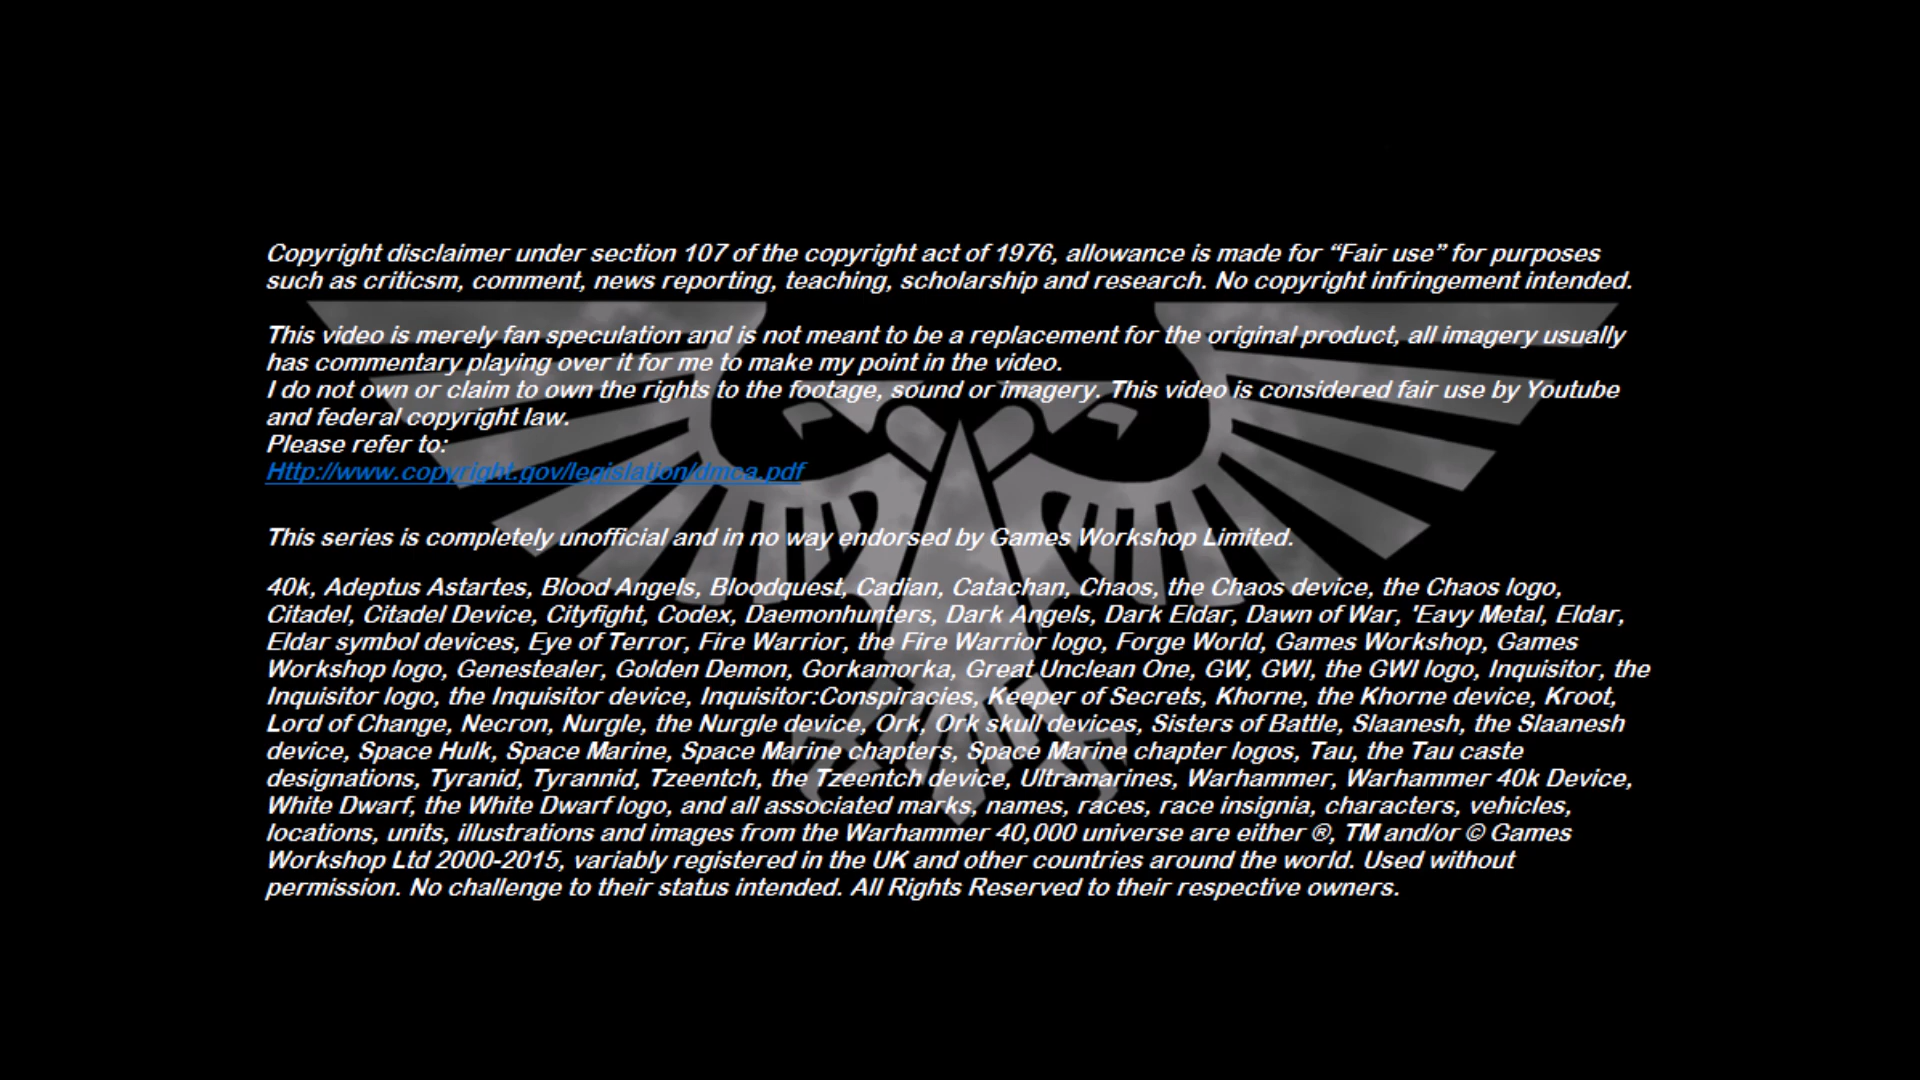 Copyright disclaimer under section 107 of the copyright act of 1976, allowance is made for “Fair use” for purposes
such as criticsm, comment, news reporting, teaching, scholarship and research. No copyright infringement intended.
This video is merely fan speculation and is not meant to be a replacement for the original product, all imagery usually
has commentary playing over it for me to make my point in the video.
I do not own or claim to own the rights to the footage, sound or imagery. This video is considered fair use by Youtube
and federal copyright law.
Please refer to:
Http://www.copyright.gov/legislation/dmca.pdf
This series is completely unofficial and in no way endorsed by Games Workshop Limited.
40k, Adeptus Astartes, Blood Angels, Bloodquest, Cadian, Catachan, Chaos, the Chaos device, the Chaos logo,
Citadel, Citadel Device, Cityfight, Codex, Daemonhunters, Dark Angels, Dark Eldar, Dawn of War, 'Eavy Metal, Eldar,
Eldar symbol devices, Eye of Terror, Fire Warrior, the Fire Warrior logo, Forge World, Games Workshop, Games
Workshop logo, Genestealer, Golden Demon, Gorkamorka, Great Unclean One, GW, GWI, the GWI logo, Inquisitor, the
Inquisitor logo, the Inquisitor device, Inquisitor:Conspiracies, Keeper of Secrets, Khorne, the Khorne device, Kroot,
Lord of Change, Necron, Nurgle, the Nurgle device, Ork, Ork skull devices, Sisters of Battle, Slaanesh, the Slaanesh
device, Space Hulk, Space Marine, Space Marine chapters, Space Marine chapter logos, Tau, the Tau caste
designations, Tyranid, Tyrannid, Tzeentch, the Tzeentch device, Ultramarines, Warhammer, Warhammer 40k Device,
White Dwarf, the White Dwarf logo, and all associated marks, names, races, race insignia, characters, vehicles,
locations, units, illustrations and images from the Warhammer 40,000 universe are either ®, TM and/or © Games
Workshop Ltd 2000-2015, variably registered in the UK and other countries around the world. Used without
permission. No challenge to their status intended. All Rights Reserved to their respective owners.